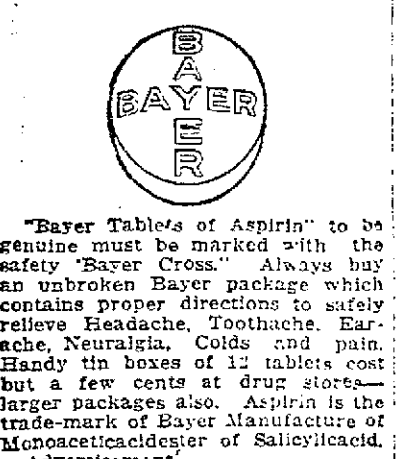 B
A
BAYER
E
R
"Bayer Tablets of Aspirin" to be
genuine must be marked with the
safety "Bayer Cross." Always buy
an unbroken Bayer package which
contains proper directions to safely
relieve Headache, Toothache, Ear-
ache, Neuralgia, Colds and pain.
Handy tin boxes of 12 tablets cost
but a few cents at drug stores—
larger packages also. Aspirin is the
trade-mark of Bayer Manufacture of
Monoaceticacidester of Salicylicacid.